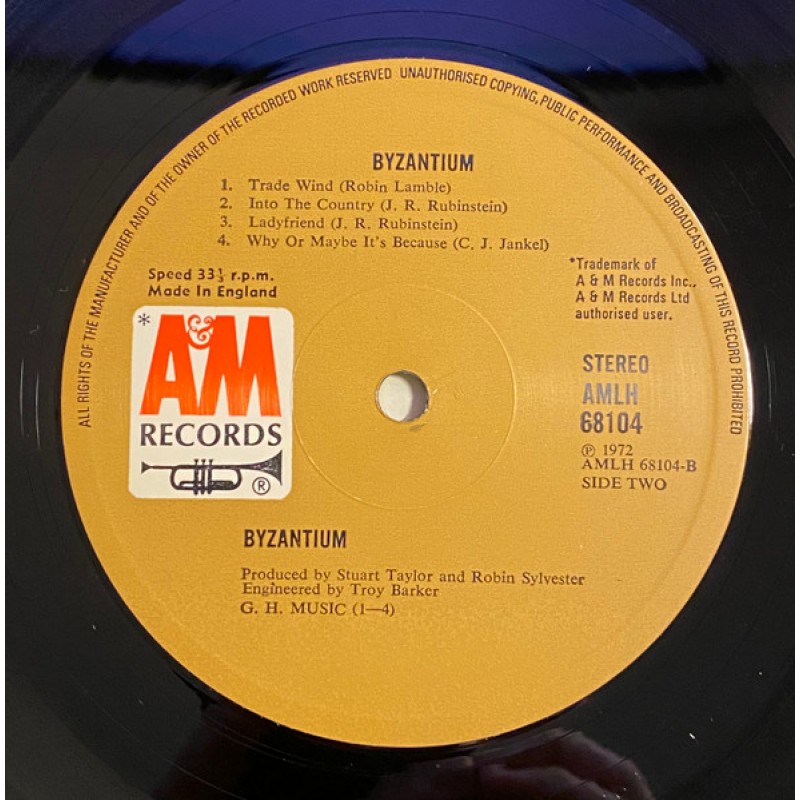 ALL RIGHTS OF THE MANUFACTURER AND OF THE OWNER OF THE RECORDED WORK RESERVED UNAUTHORISED COPYING, PUBLIC PERFORMANCE AND BROADCASTING OF THIS RECORD PROHIBITED
BYZANTIUM
1. Trade Wind (Robin Lamble)
2. Into The Country (J. R. Rubinstein)
3. Ladyfriend (J. R. Rubinstein)
4. Why Or Maybe It's Because (C. J. Jankel)
Speed 33⅓ r.p.m.
Made In England
*Trademark of
A & M Records Inc.,
A & M Records Ltd
authorised user.
*A&M
RECORDS
®
STEREO
AMLH
68104
℗ 1972
AMLH 68104-B
SIDE TWO
BYZANTIUM
Produced by Stuart Taylor and Robin Sylvester
Engineered by Troy Barker
G. H. MUSIC (1—4)